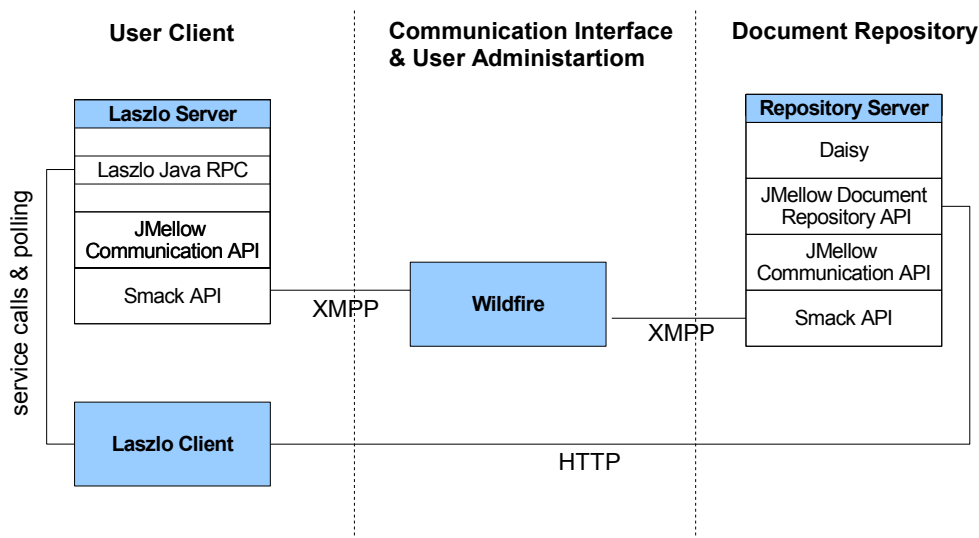 User Client
Communication Interface
& User Administartiom
Document Repository
Laszlo Server
Laszlo Java RPC
JMellow
Communication API
Smack API
service calls & polling
XMPP
Wildfire
XMPP
Repository Server
Daisy
JMellow Document
Repository API
JMellow
Communication API
Smack API
Laszlo Client
HTTP